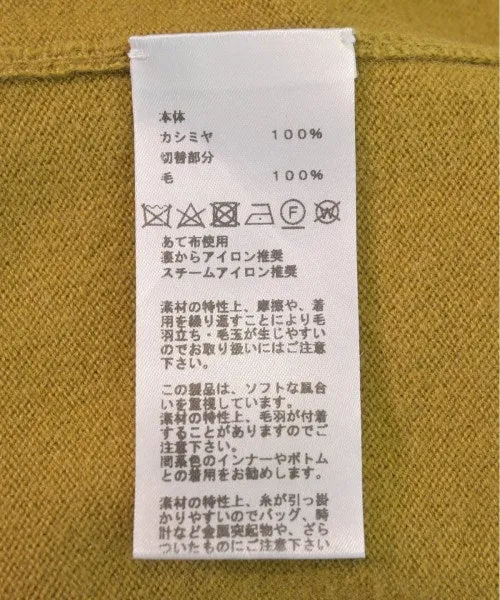 本体
カシミヤ 100%
切替部分
毛 100%
F W
あて布使用
裏からアイロン推奨
スチームアイロン推奨
素材の特性上、摩擦や、着
用を繰り返すことにより毛
羽立ち・毛玉が生じやすい
のでお取り扱いにはご注意
下さい。
この製品は、ソフトな風合
いを重視しています。
素材の特性上、毛羽が付着
することがありますのでご
注意下さい。
同系色のインナーやボトム
との着用をお勧めします。
素材の特性上、糸が引っ掛
かりやすいのでバッグ、時
計など金属突起物や、ざら
ついたものにご注意下さい